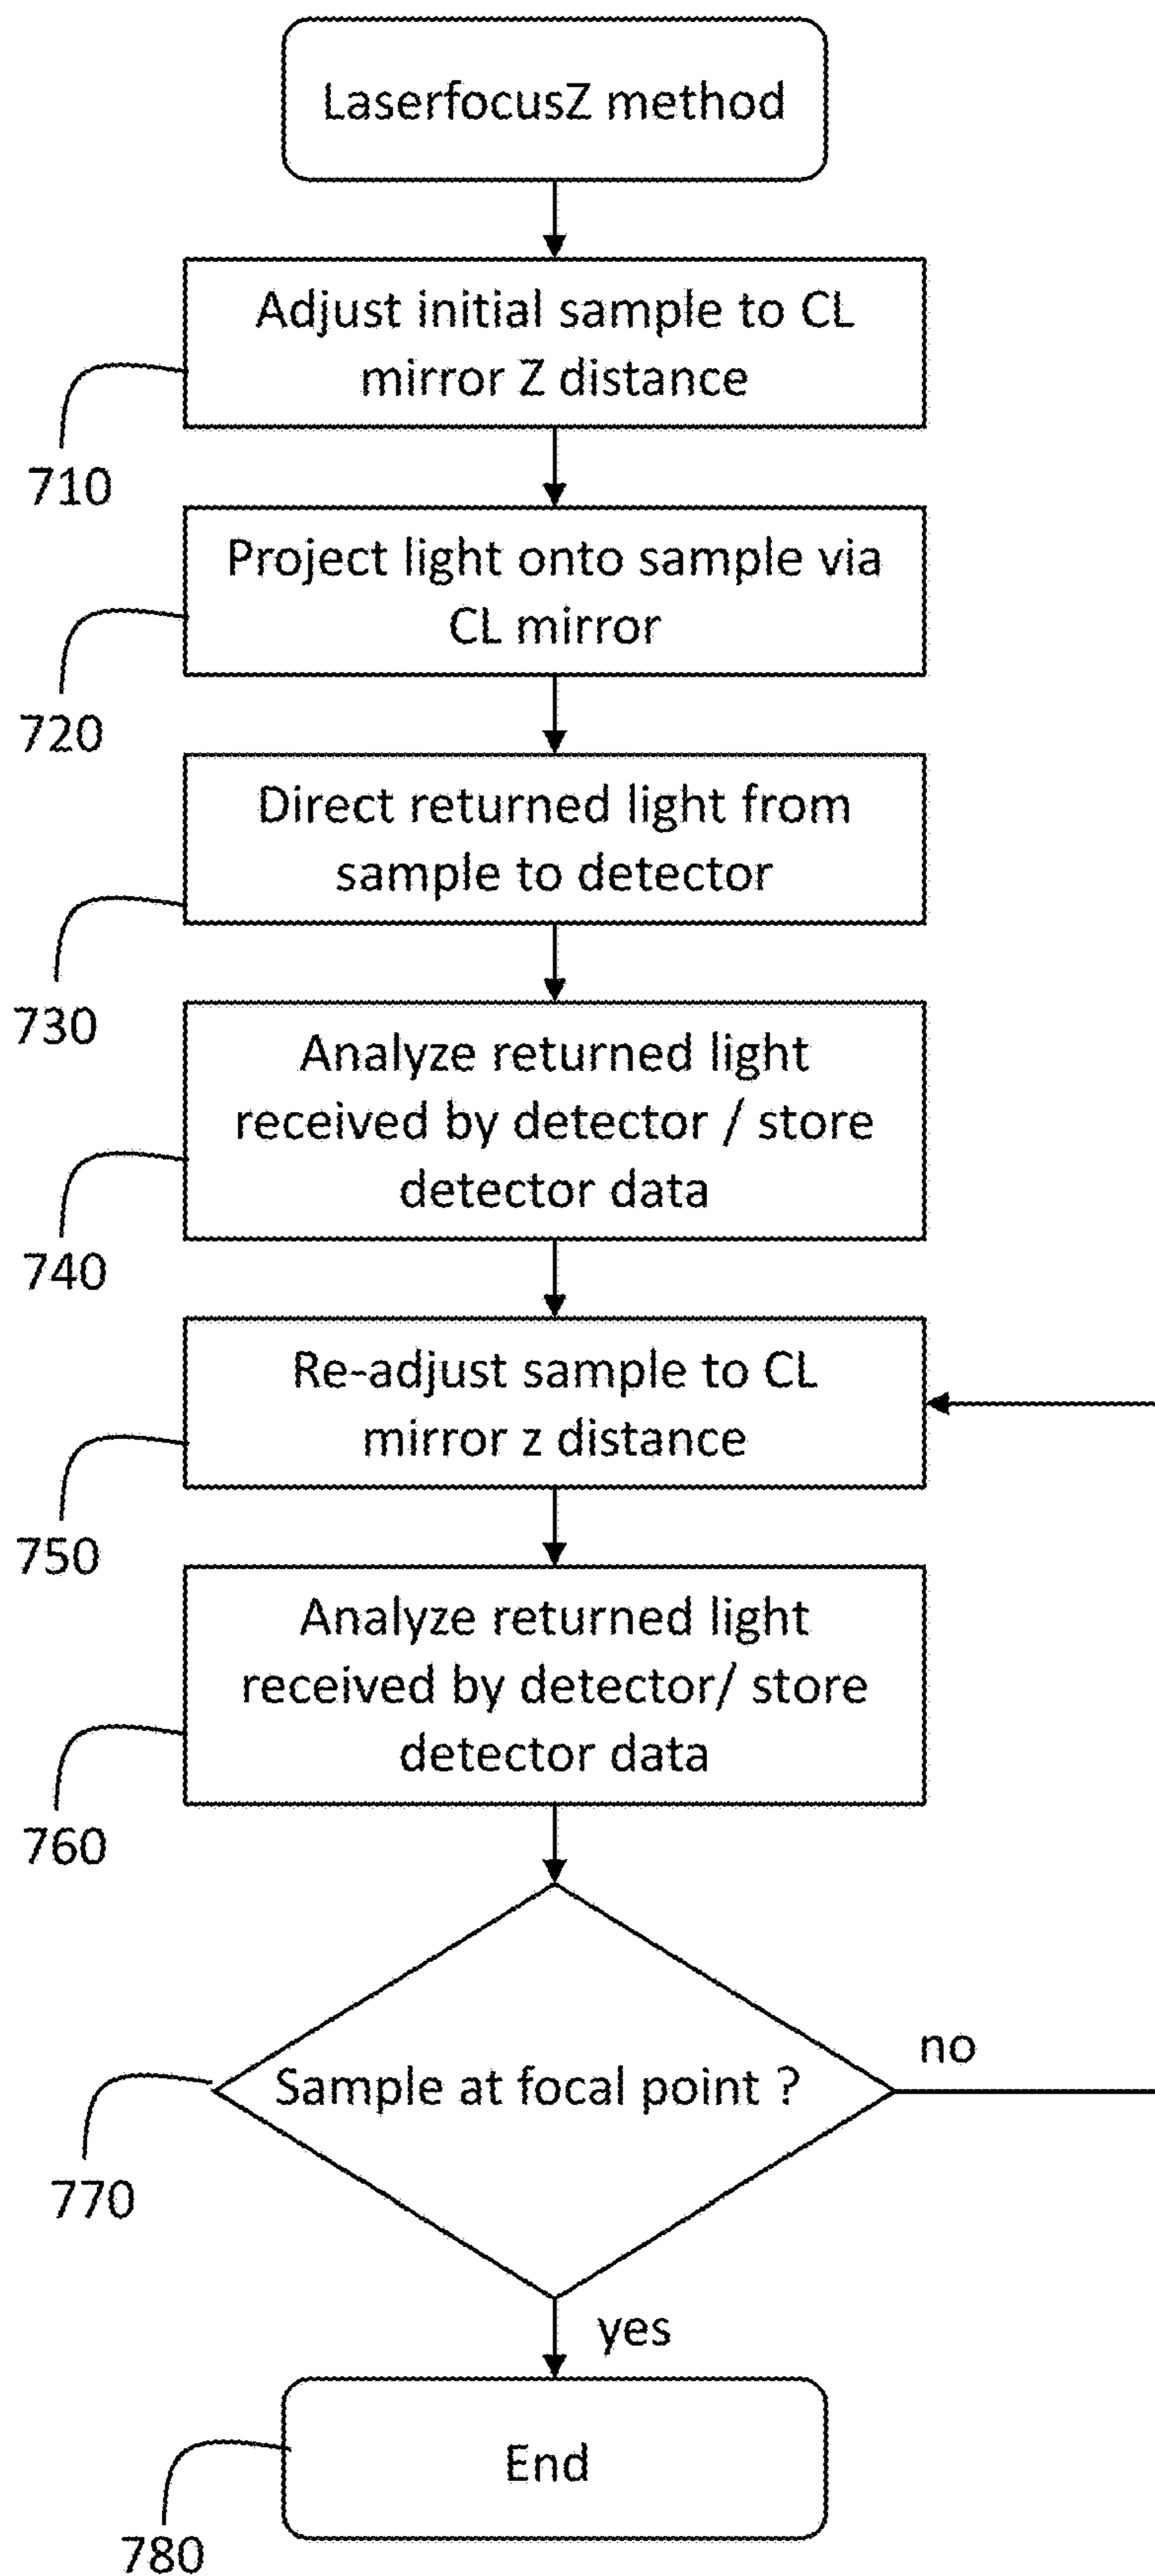 LaserfocusZ method
Adjust initial sample to CL
mirror Z distance
710
Project light onto sample via
CL mirror
720
Direct returned light from
sample to detector
730
Analyze returned light
received by detector / store
detector data
740
Re-adjust sample to CL
mirror z distance
750
Analyze returned light
received by detector/ store
detector data
760
Sample at focal point ?
no
770
yes
End
780